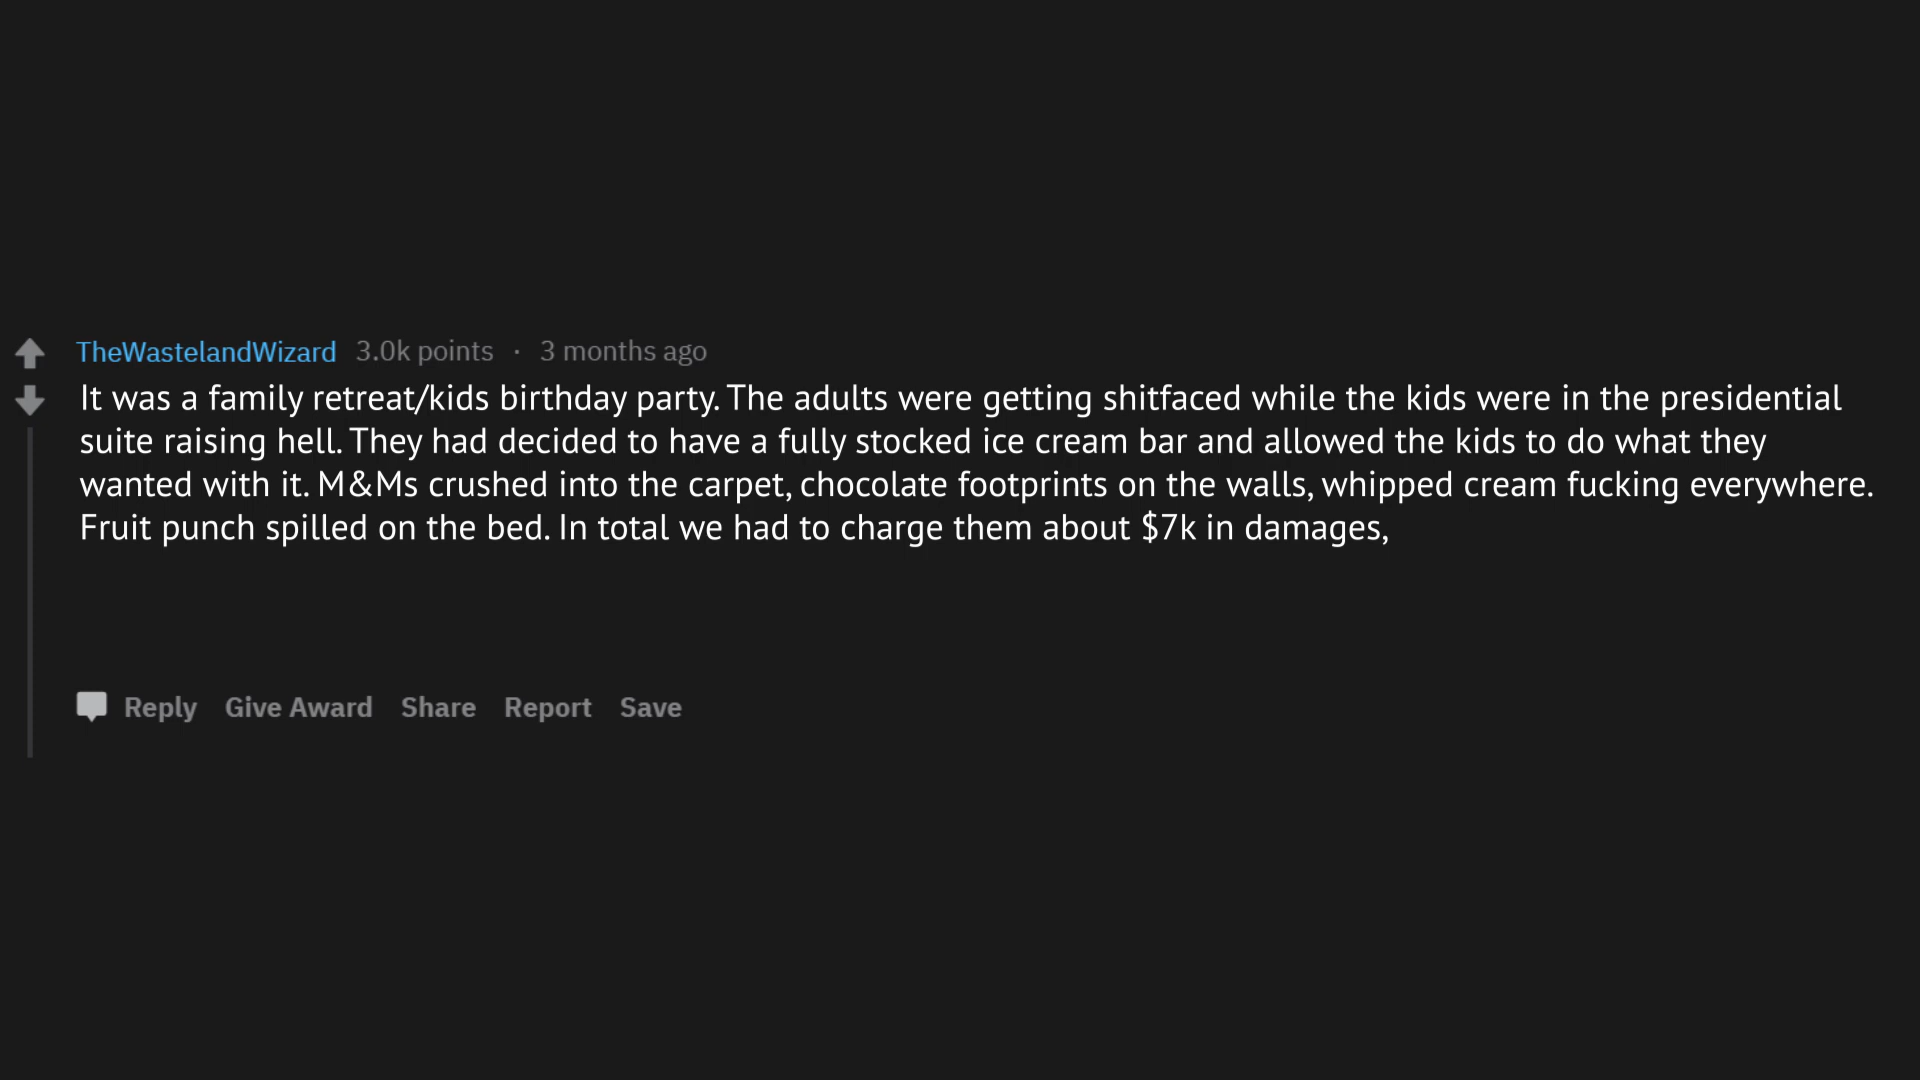 TheWastelandWizard 3.0k points · 3 months ago
It was a family retreat/kids birthday party. The adults were getting shitfaced while the kids were in the presidential
suite raising hell. They had decided to have a fully stocked ice cream bar and allowed the kids to do what they
wanted with it. M&Ms crushed into the carpet, chocolate footprints on the walls, whipped cream fucking everywhere.
Fruit punch spilled on the bed. In total we had to charge them about $7k in damages,
Reply Give Award Share Report Save